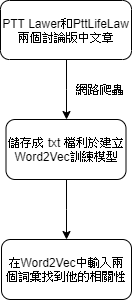 PTT Lawer和PttLifeLaw
兩個討論版中文章
網路爬蟲
儲存成 txt 檔利於建立
Word2Vec訓練模型
在Word2Vec中輸入兩
個詞彙找到他的相關性